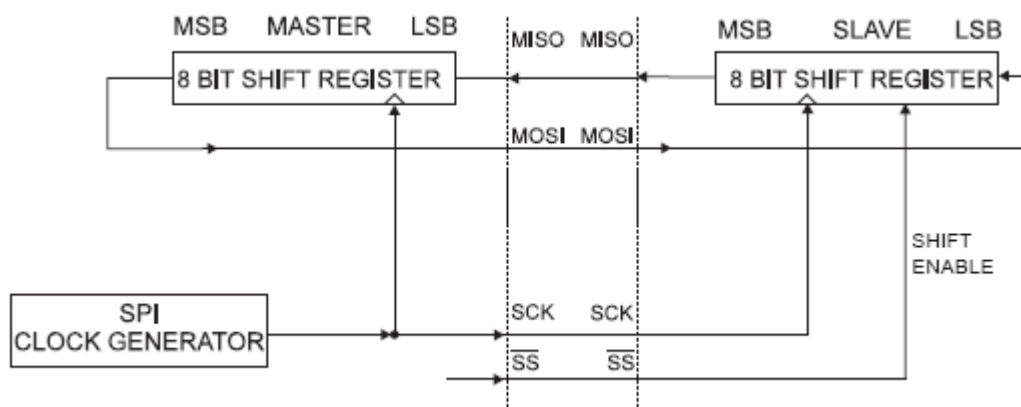 MSB MASTER LSB
MISO MISO
MSB SLAVE LSB
8 BIT SHIFT REGISTER
8 BIT SHIFT REGISTER
MOSI MOSI
SHIFT
ENABLE
SPI
CLOCK GENERATOR
SCK SCK
SS SS